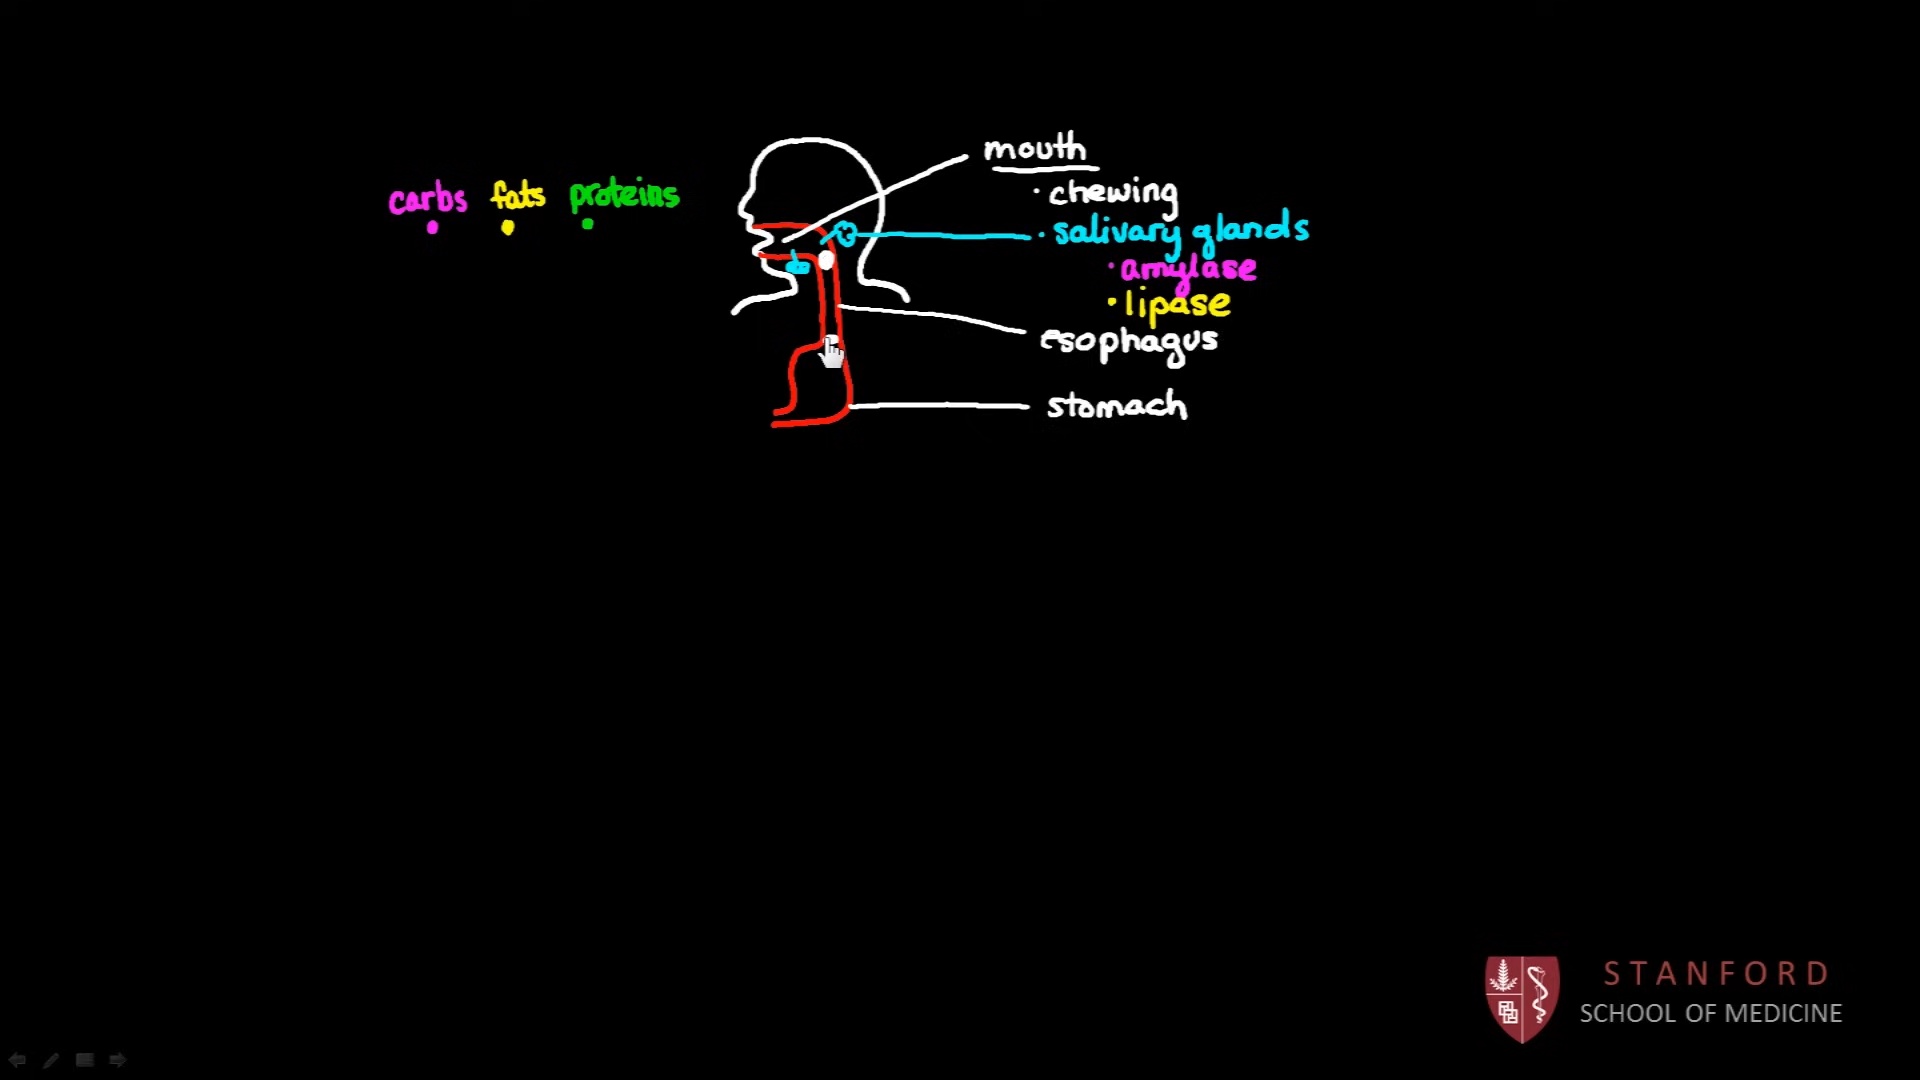 mouth
· chewing
carbs fats proteins
· salivary glands
· amylase
· lipase
esophagus
stomach
STANFORD
SCHOOL OF MEDICINE